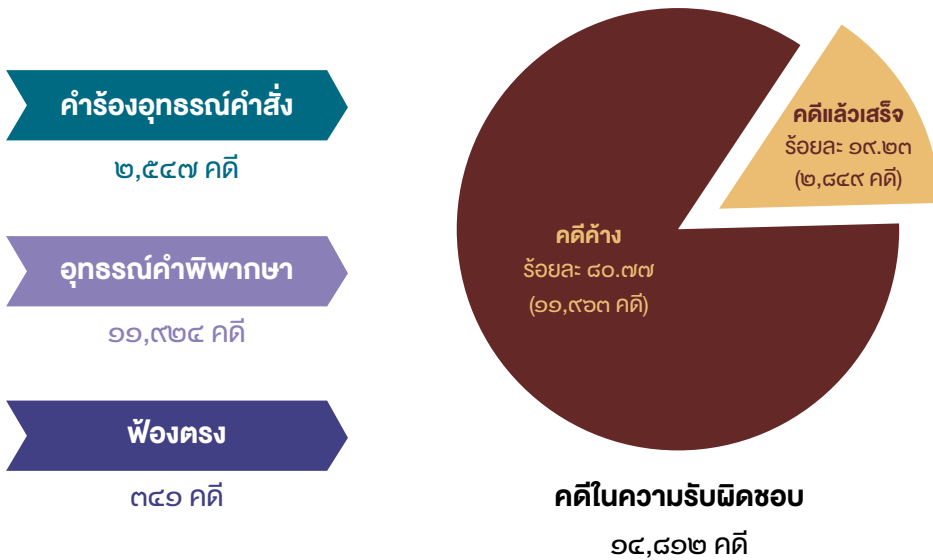 คำร้องอุทธรณ์คำสั่ง
๒,๕๔๗ คดี
อุทธรณ์คำพิพากษา
๑๑,๙๒๔ คดี
ฟ้องตรง
๓๔๑ คดี
คดีแล้วเสร็จ
ร้อยละ ๑๙.๒๓
(๒,๘๔๙ คดี)
คดีค้าง
ร้อยละ ๘๐.๗๗
(๑๑,๙๖๓ คดี)
คดีในความรับผิดชอบ
๑๔,๘๑๒ คดี